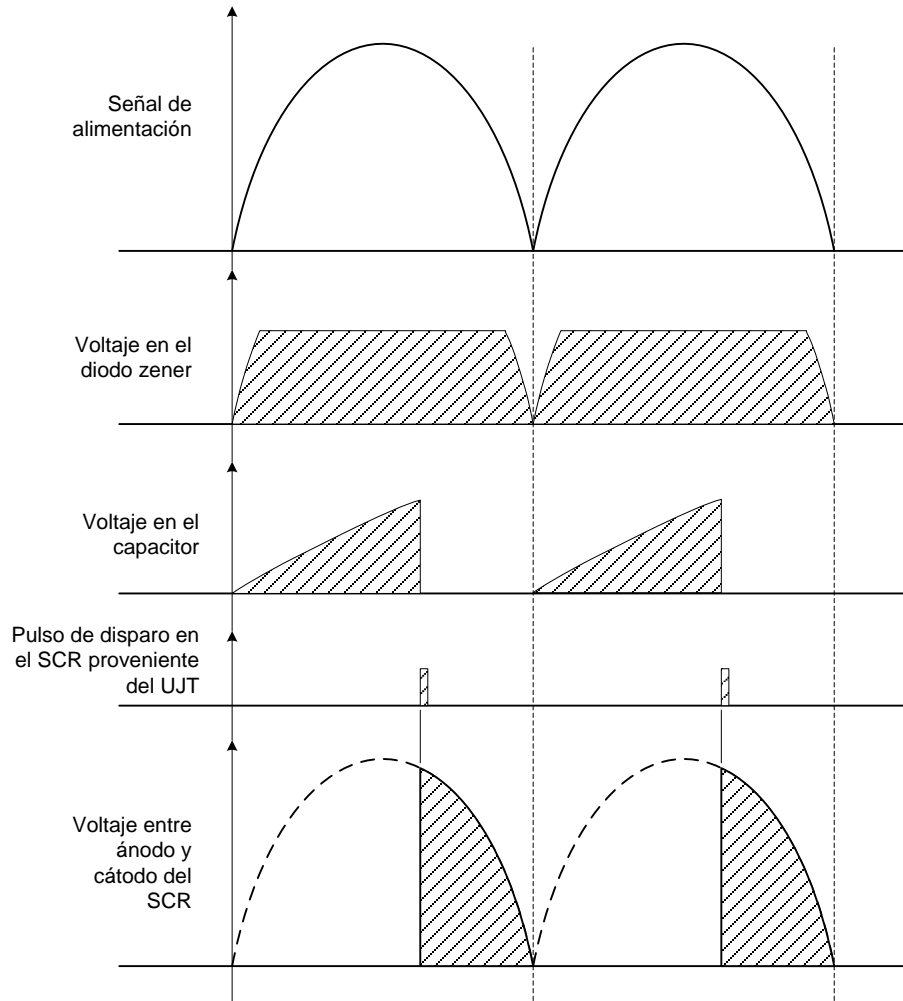 Señal de
alimentación
Voltaje en el
diodo zener
Voltaje en el
capacitor
Pulso de disparo en
el SCR proveniente
del UJT
Voltaje entre
ánodo y
cátodo del
SCR